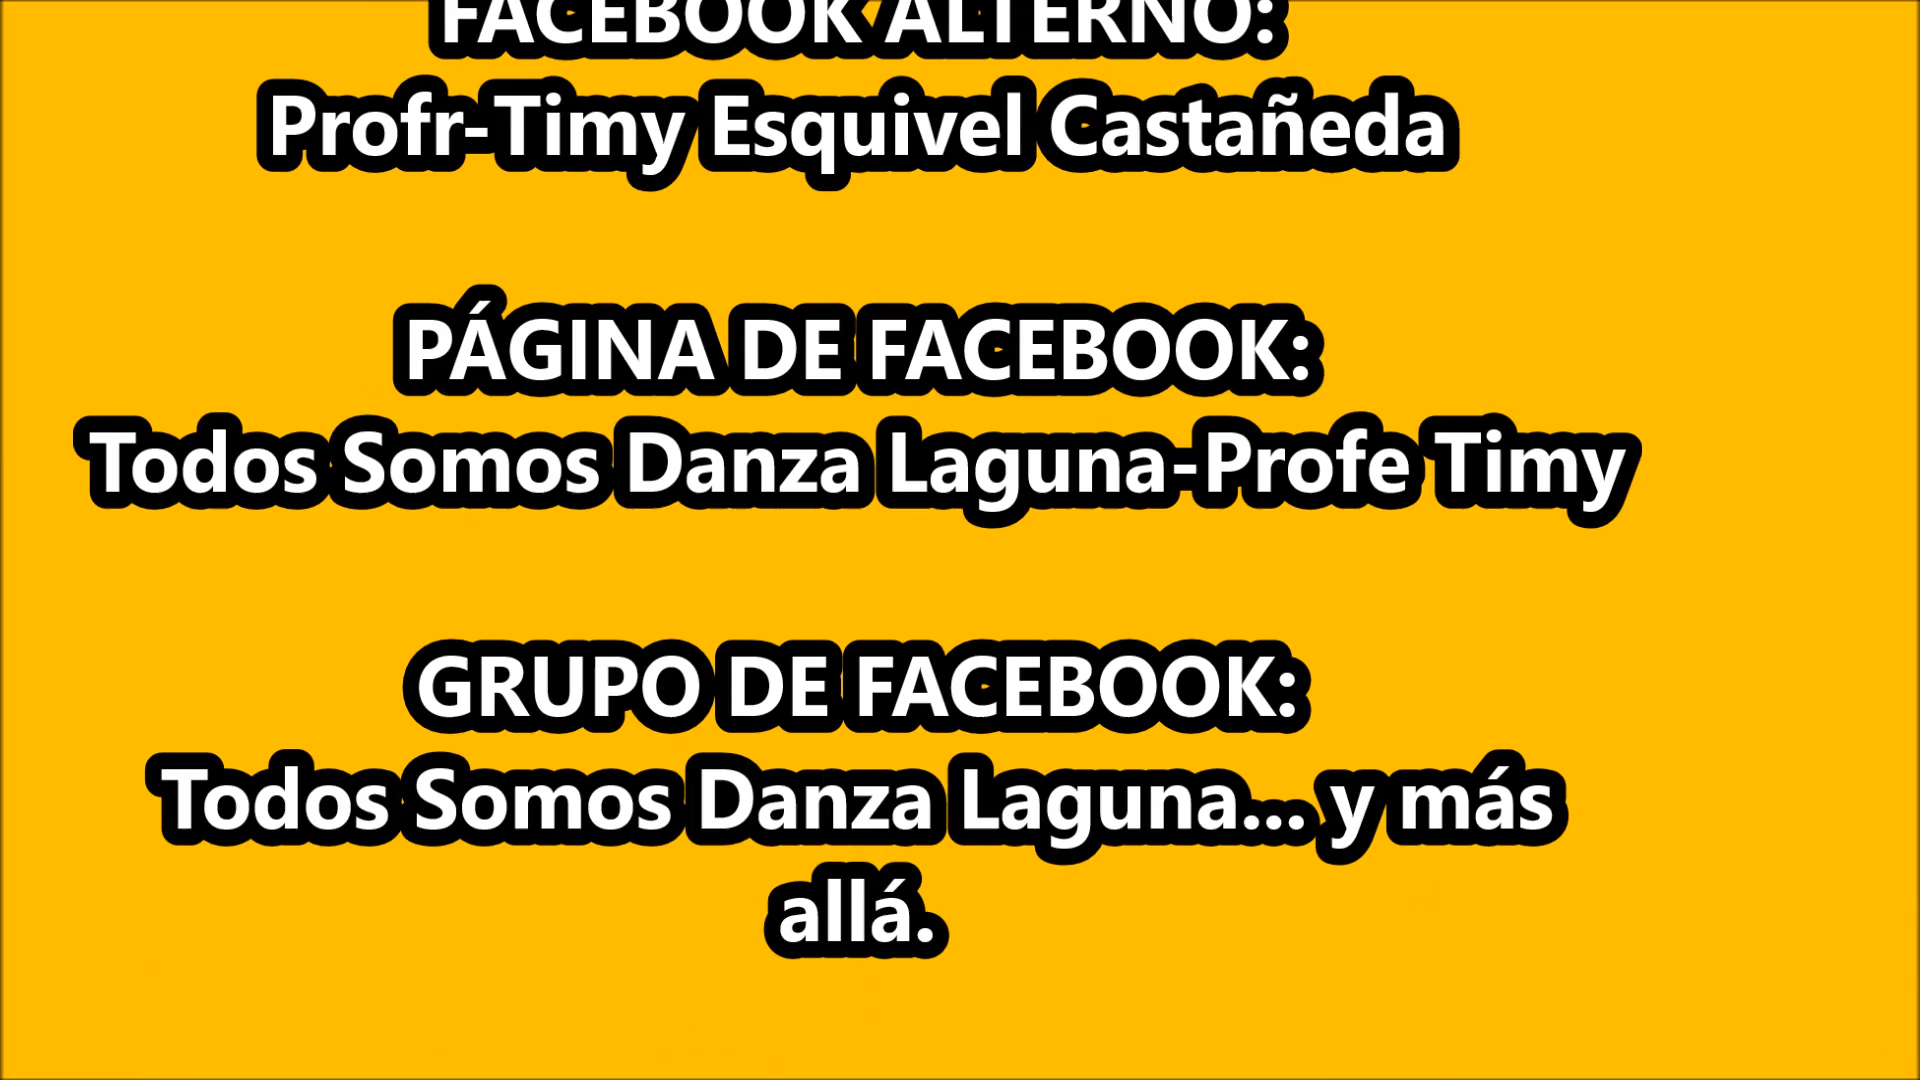 FACEBOOK ALTERNO:
Profr-Timy Esquivel Castañeda
PÁGINA DE FACEBOOK:
Todos Somos Danza Laguna-Profe Timy
GRUPO DE FACEBOOK:
Todos Somos Danza Laguna... y más
allá.